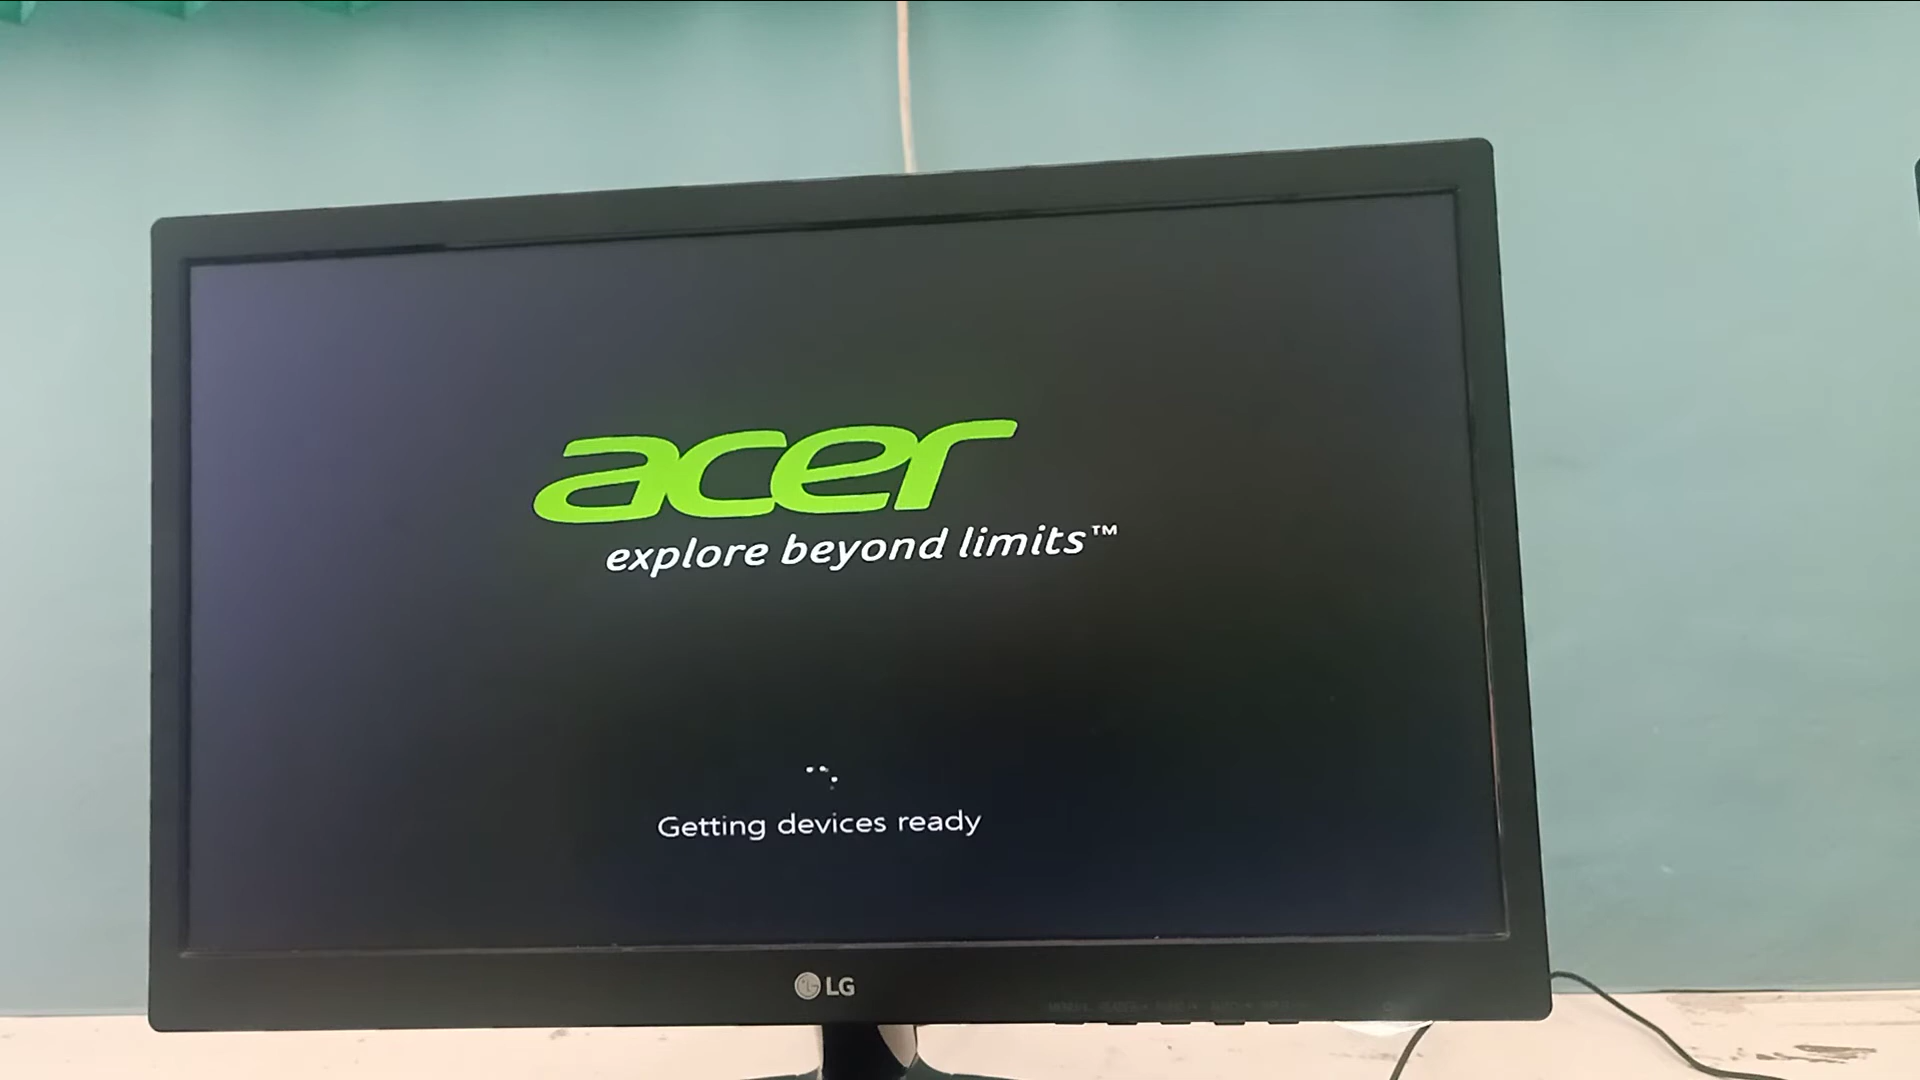 acer
explore beyond limits™
Getting devices ready
LG